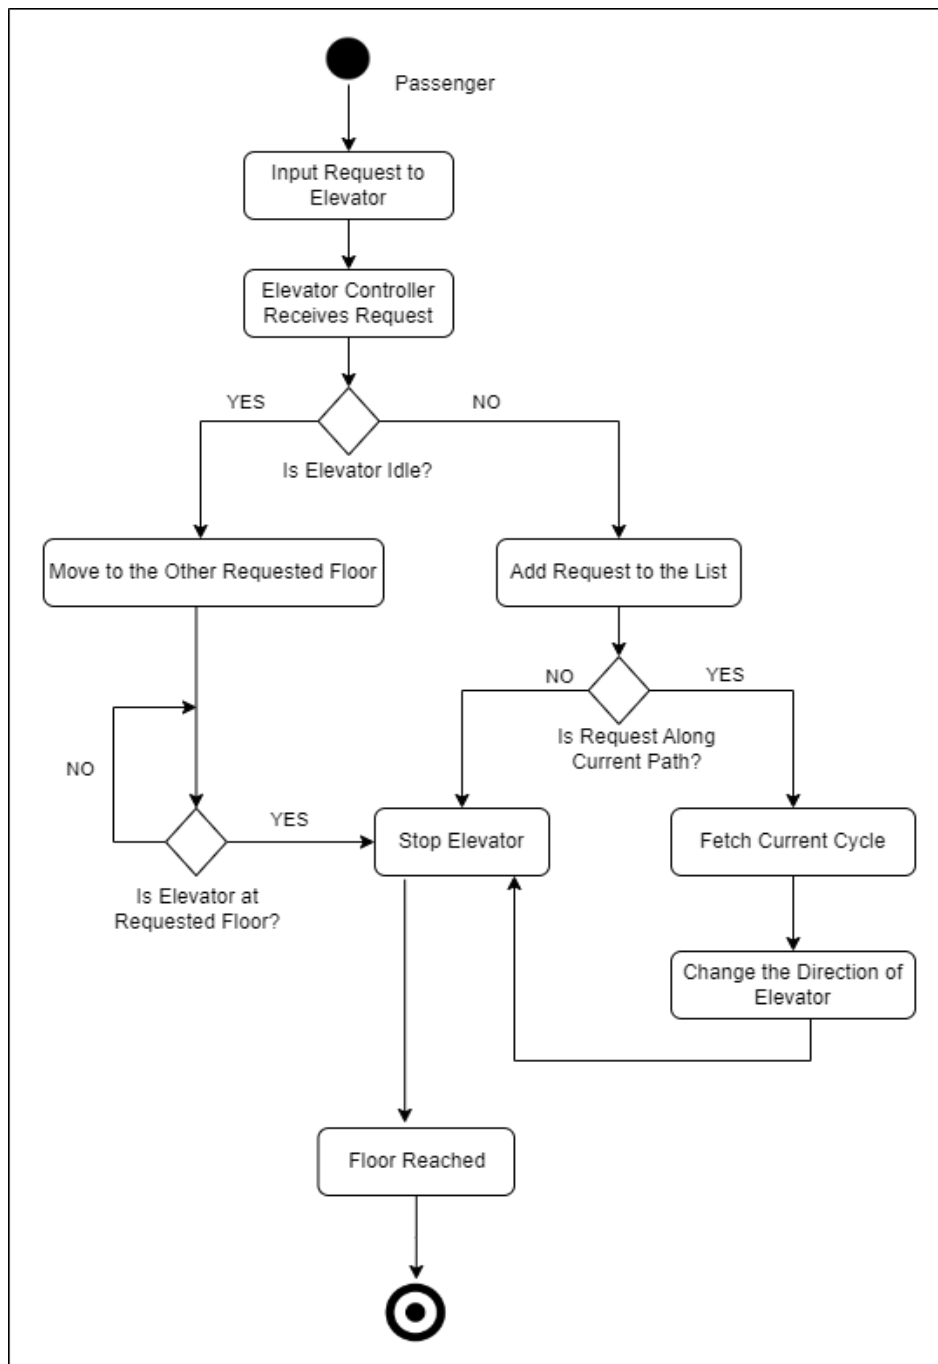 Passenger
Input Request to
Elevator
Elevator Controller
Receives Request
YES
NO
Is Elevator Idle?
Move to the Other Requested Floor
Add Request to the List
NO
YES
Is Request Along
Current Path?
NO
YES
Stop Elevator
Fetch Current Cycle
Is Elevator at
Requested Floor?
Change the Direction of
Elevator
Floor Reached